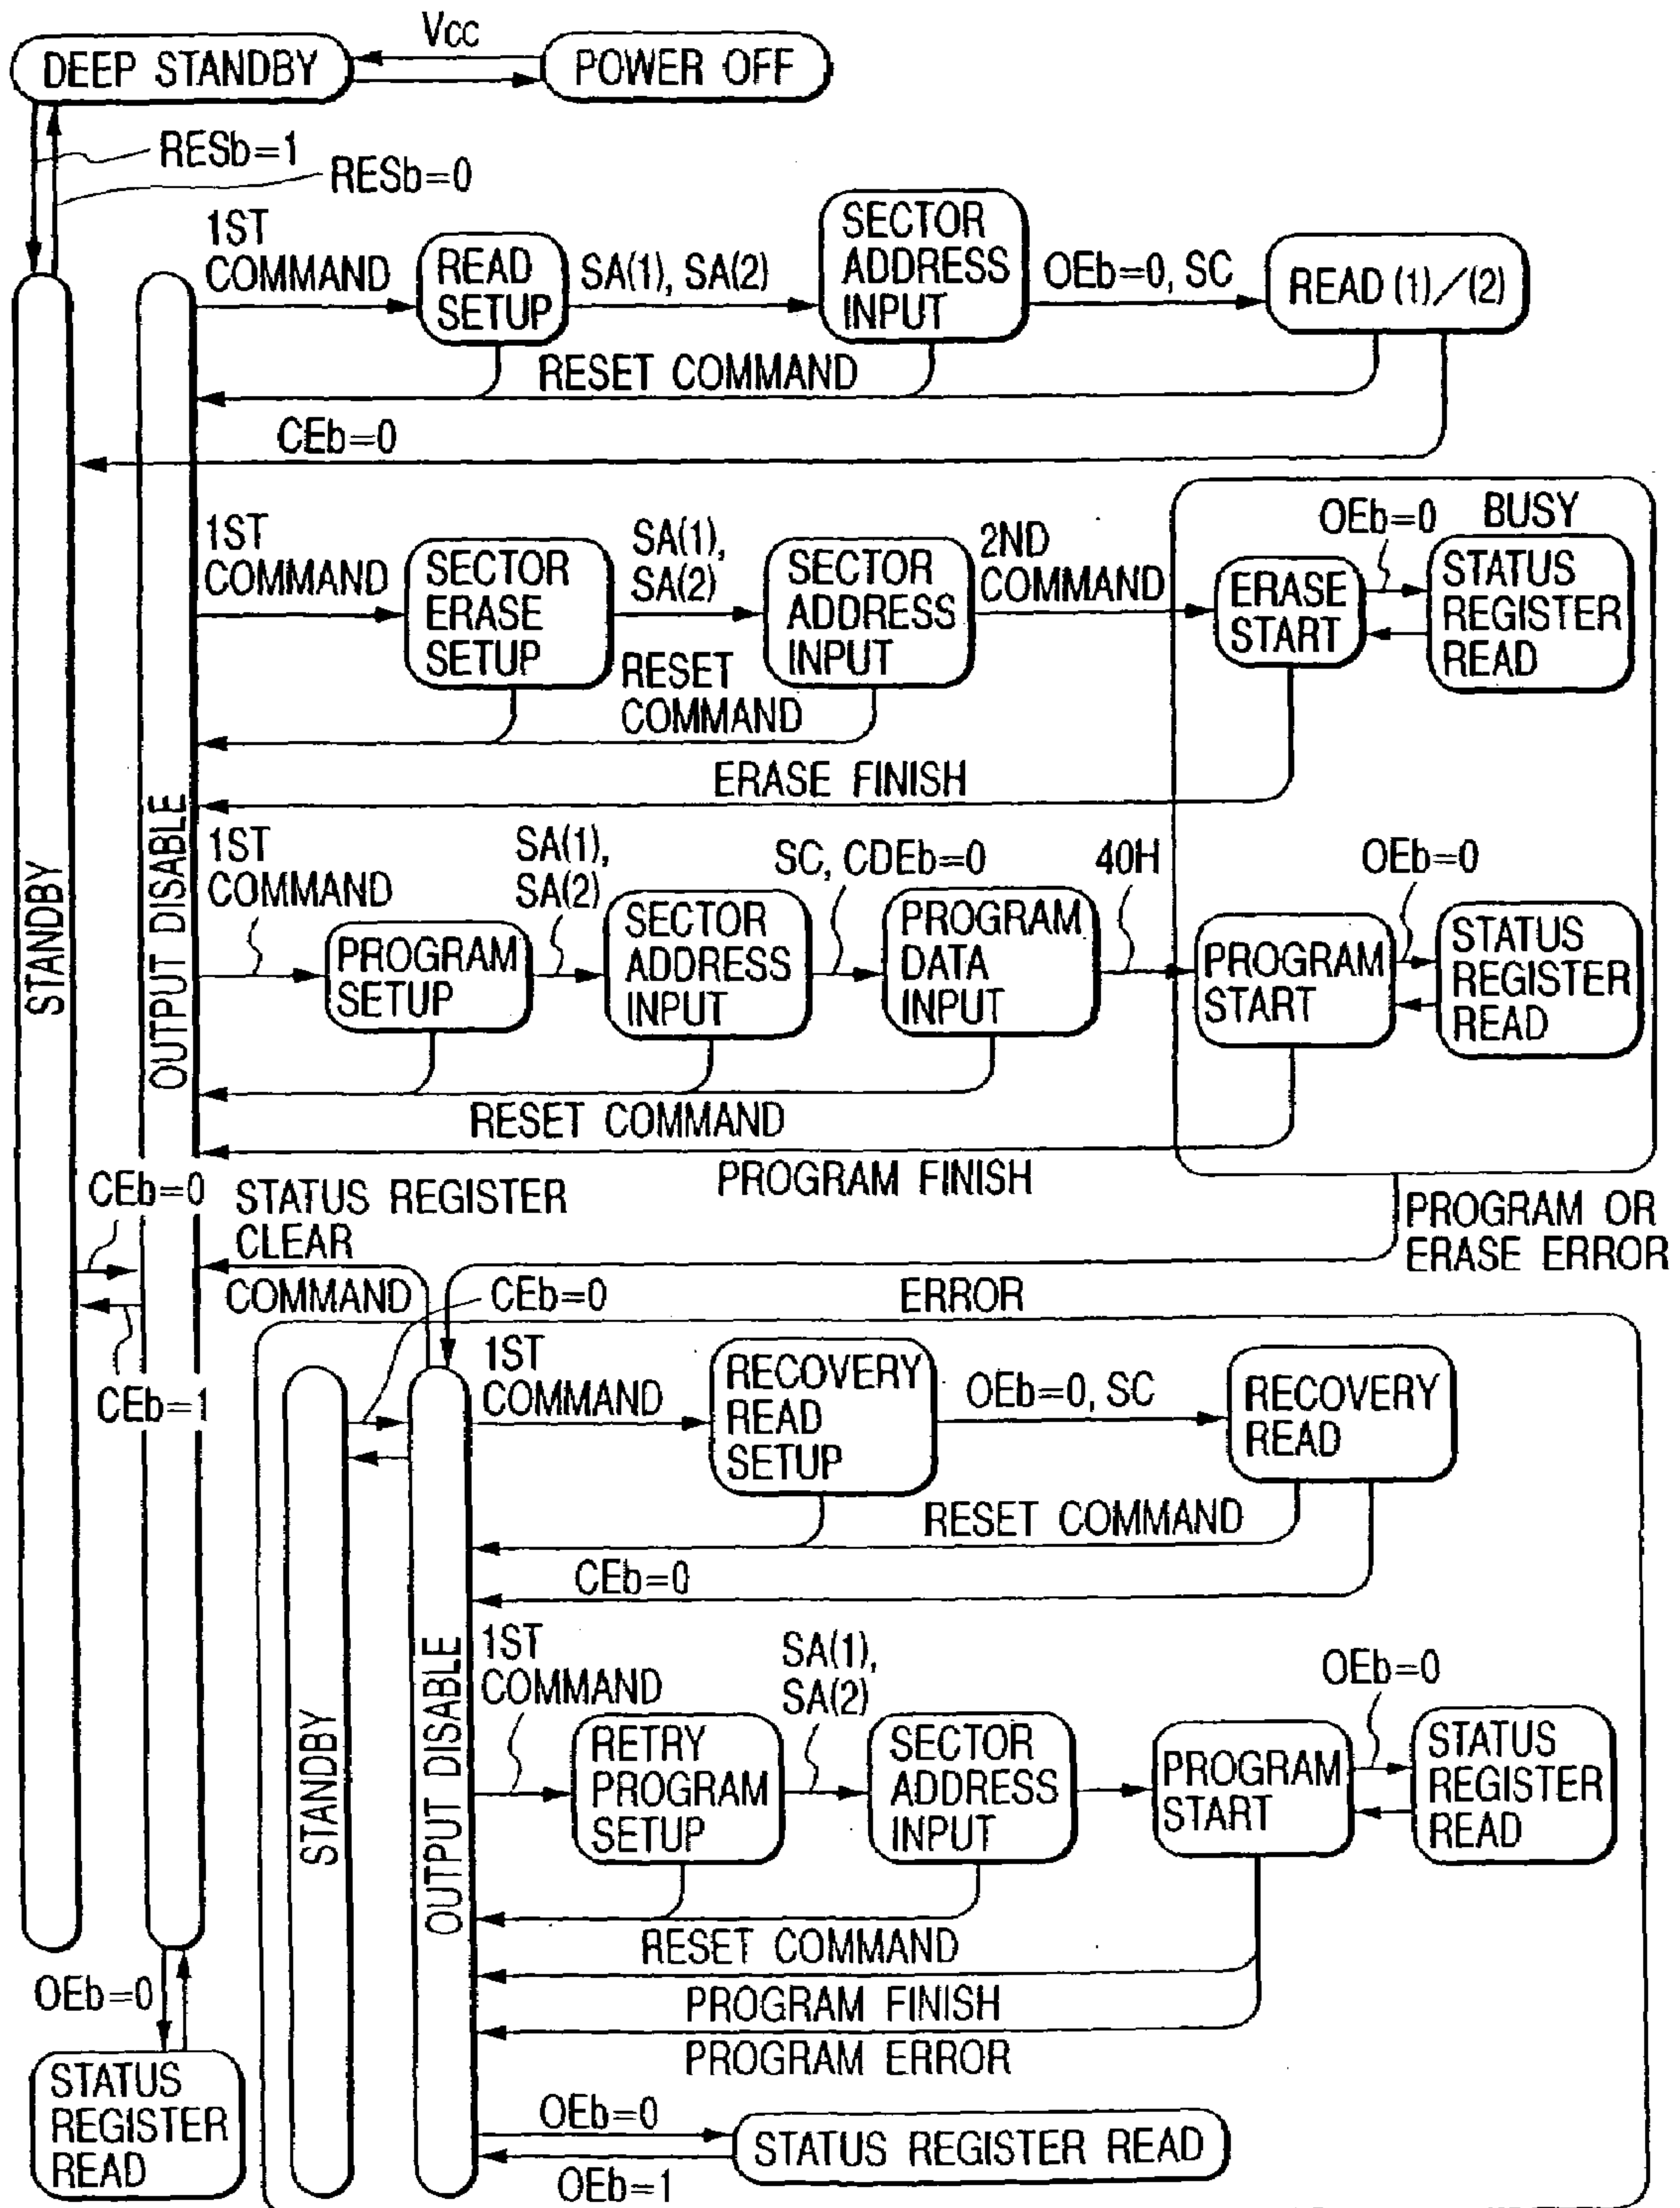 Vcc
DEEP STANDBY
POWER OFF
RESb=1
RESb=0
1ST
COMMAND
READ
SETUP
SA(1), SA(2)
SECTOR
ADDRESS
INPUT
OEb=0, SC
READ (1)/(2)
RESET COMMAND
CEb=0
1ST
COMMAND
SECTOR
ERASE
SETUP
SA(1),
SA(2)
SECTOR
ADDRESS
INPUT
2ND
COMMAND
ERASE
START
OEb=0
BUSY
STATUS
REGISTER
READ
RESET
COMMAND
ERASE FINISH
STANDBY
OUTPUT DISABLE
1ST
COMMAND
PROGRAM
SETUP
SA(1),
SA(2)
SECTOR
ADDRESS
INPUT
SC, CDEb=0
PROGRAM
DATA
INPUT
40H
PROGRAM
START
OEb=0
STATUS
REGISTER
READ
RESET COMMAND
PROGRAM FINISH
CEb=0
CEb=1
STATUS REGISTER
CLEAR
COMMAND
PROGRAM OR
ERASE ERROR
ERROR
CEb=0
1ST
COMMAND
RECOVERY
READ
SETUP
OEb=0, SC
RECOVERY
READ
RESET COMMAND
CEb=0
STANDBY
OUTPUT DISABLE
1ST
COMMAND
RETRY
PROGRAM
SETUP
SA(1),
SA(2)
SECTOR
ADDRESS
INPUT
PROGRAM
START
OEb=0
STATUS
REGISTER
READ
RESET COMMAND
PROGRAM FINISH
PROGRAM ERROR
OEb=0
STATUS
REGISTER
READ
OEb=0
STATUS REGISTER READ
OEb=1